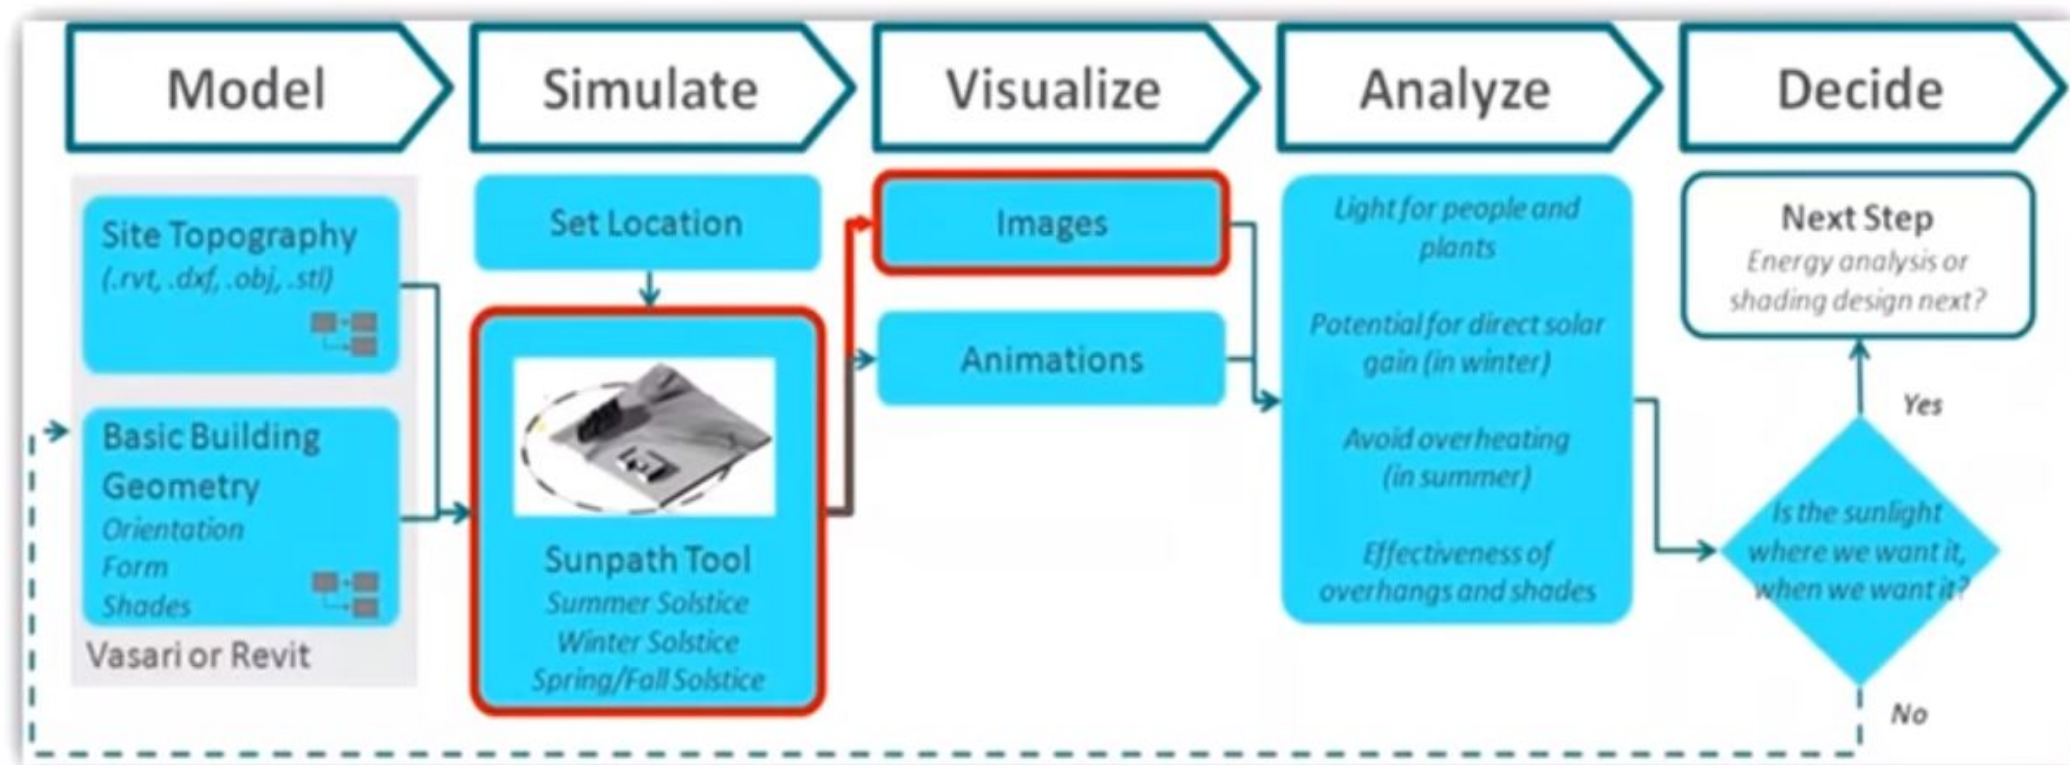 Model
Simulate
Visualize
Analyze
Decide
Site Topography
(.rvt, .dxf, .obj, .stl)
Basic Building
Geometry
Orientation
Form
Shades
Vasari or Revit
Set Location
Sunpath Tool
Summer Solstice
Winter Solstice
Spring/Fall Solstice
Images
Animations
Light for people and
plants
Potential for direct solar
gain (in winter)
Avoid overheating
(in summer)
Effectiveness of
overhangs and shades
Next Step
Energy analysis or
shading design next?
Yes
Is the sunlight
where we want it,
when we want it?
No